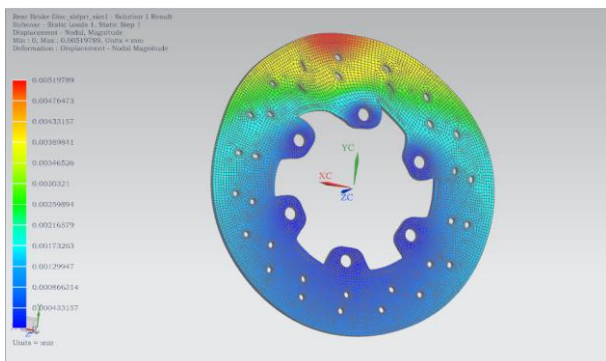 Rear Brake Disc_sldprt_sim1 : Solution 1 Result
Subcase - Static Loads 1, Static Step 1
Displacement - Nodal, Magnitude
Min : 0, Max : 0.00519789, Units = mm
Deformation : Displacement - Nodal Magnitude
0.00519789
0.00476473
0.00433157
0.00389841
0.00346526
0.0030321
0.00259894
0.00216579
0.00173263
0.00129947
0.000866314
0.000433157
Units = mm
YC
XC
ZC